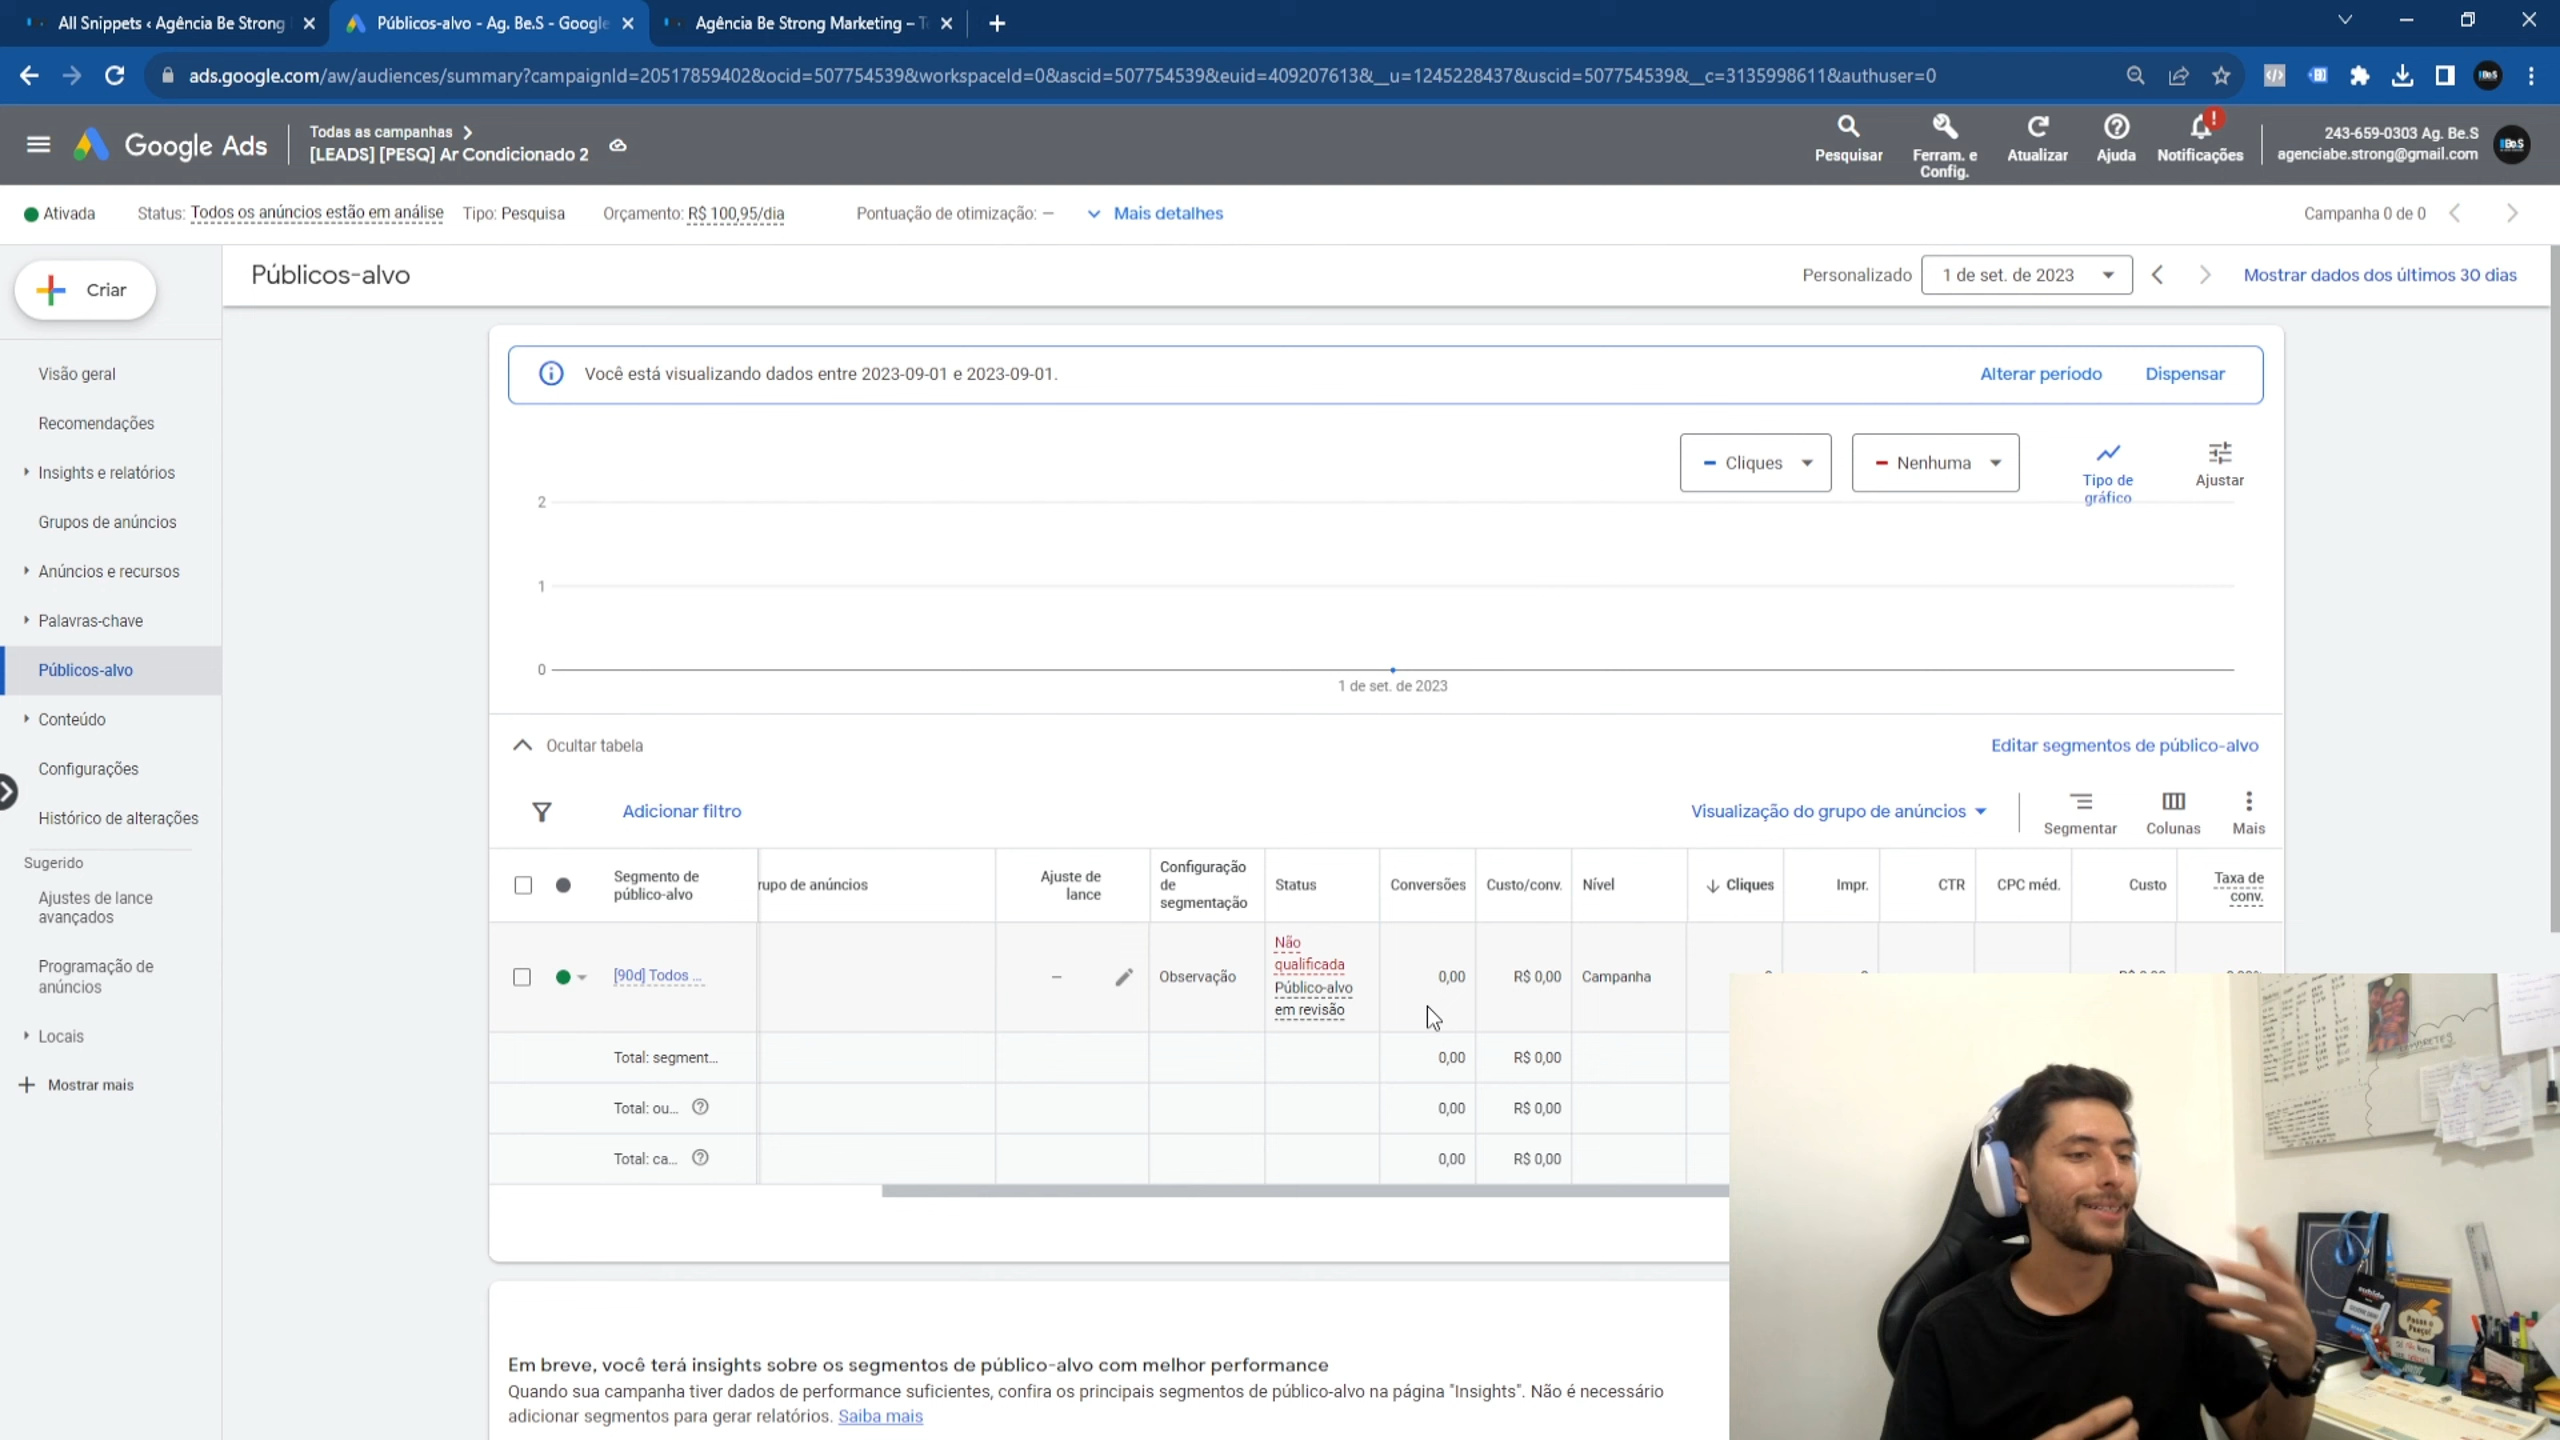 All Snippets ‹ Agência Be Strong
Públicos-alvo - Ag. Be.S - Google
Agência Be Strong Marketing –
ads.google.com/aw/audiences/summary?campaignId=20517859402&ocid=507754539&workspaceId=0&ascid=507754539&euid=409207613&__u=1245228437&uscid=507754539&__c=3135998611&authuser=0
Google Ads
Todas as campanhas
[LEADS] [PESQ] Ar Condicionado 2
Pesquisar
Ferram. e
Config.
Atualizar
Ajuda
Notificações
243-659-0303 Ag. Be.S
agenciabe.strong@gmail.com
Ativada
Status: Todos os anúncios estão em análise
Tipo: Pesquisa
Orçamento: R$ 100,95/dia
Pontuação de otimização: –
Mais detalhes
Campanha 0 de 0
Criar
Públicos-alvo
Personalizado
1 de set. de 2023
Mostrar dados dos últimos 30 dias
Visão geral
Recomendações
Insights e relatórios
Grupos de anúncios
Anúncios e recursos
Palavras-chave
Públicos-alvo
Conteúdo
Configurações
Histórico de alterações
Sugerido
Ajustes de lance
avançados
Programação de
anúncios
Locais
Mostrar mais
Você está visualizando dados entre 2023-09-01 e 2023-09-01.
Alterar período
Dispensar
Cliques
Nenhuma
Tipo de
gráfico
Ajustar
2
1
0
1 de set. de 2023
Ocultar tabela
Editar segmentos de público-alvo
Adicionar filtro
Visualização do grupo de anúncios
Segmentar
Colunas
Mais
Segmento de
público-alvo
rupo de anúncios
Ajuste de
lance
Configuração
de
segmentação
Status
Conversões
Custo/conv.
Nível
Cliques
Impr.
CTR
CPC méd.
Custo
Taxa de
conv.
[90d] Todos ...
–
Observação
Não
qualificada
Público-alvo
em revisão
0,00
R$ 0,00
Campanha
Total: segment...
0,00
R$ 0,00
Total: ou...
0,00
R$ 0,00
Total: ca...
0,00
R$ 0,00
Em breve, você terá insights sobre os segmentos de público-alvo com melhor performance
Quando sua campanha tiver dados de performance suficientes, confira os principais segmentos de público-alvo na página "Insights". Não é necessário
adicionar segmentos para gerar relatórios. Saiba mais